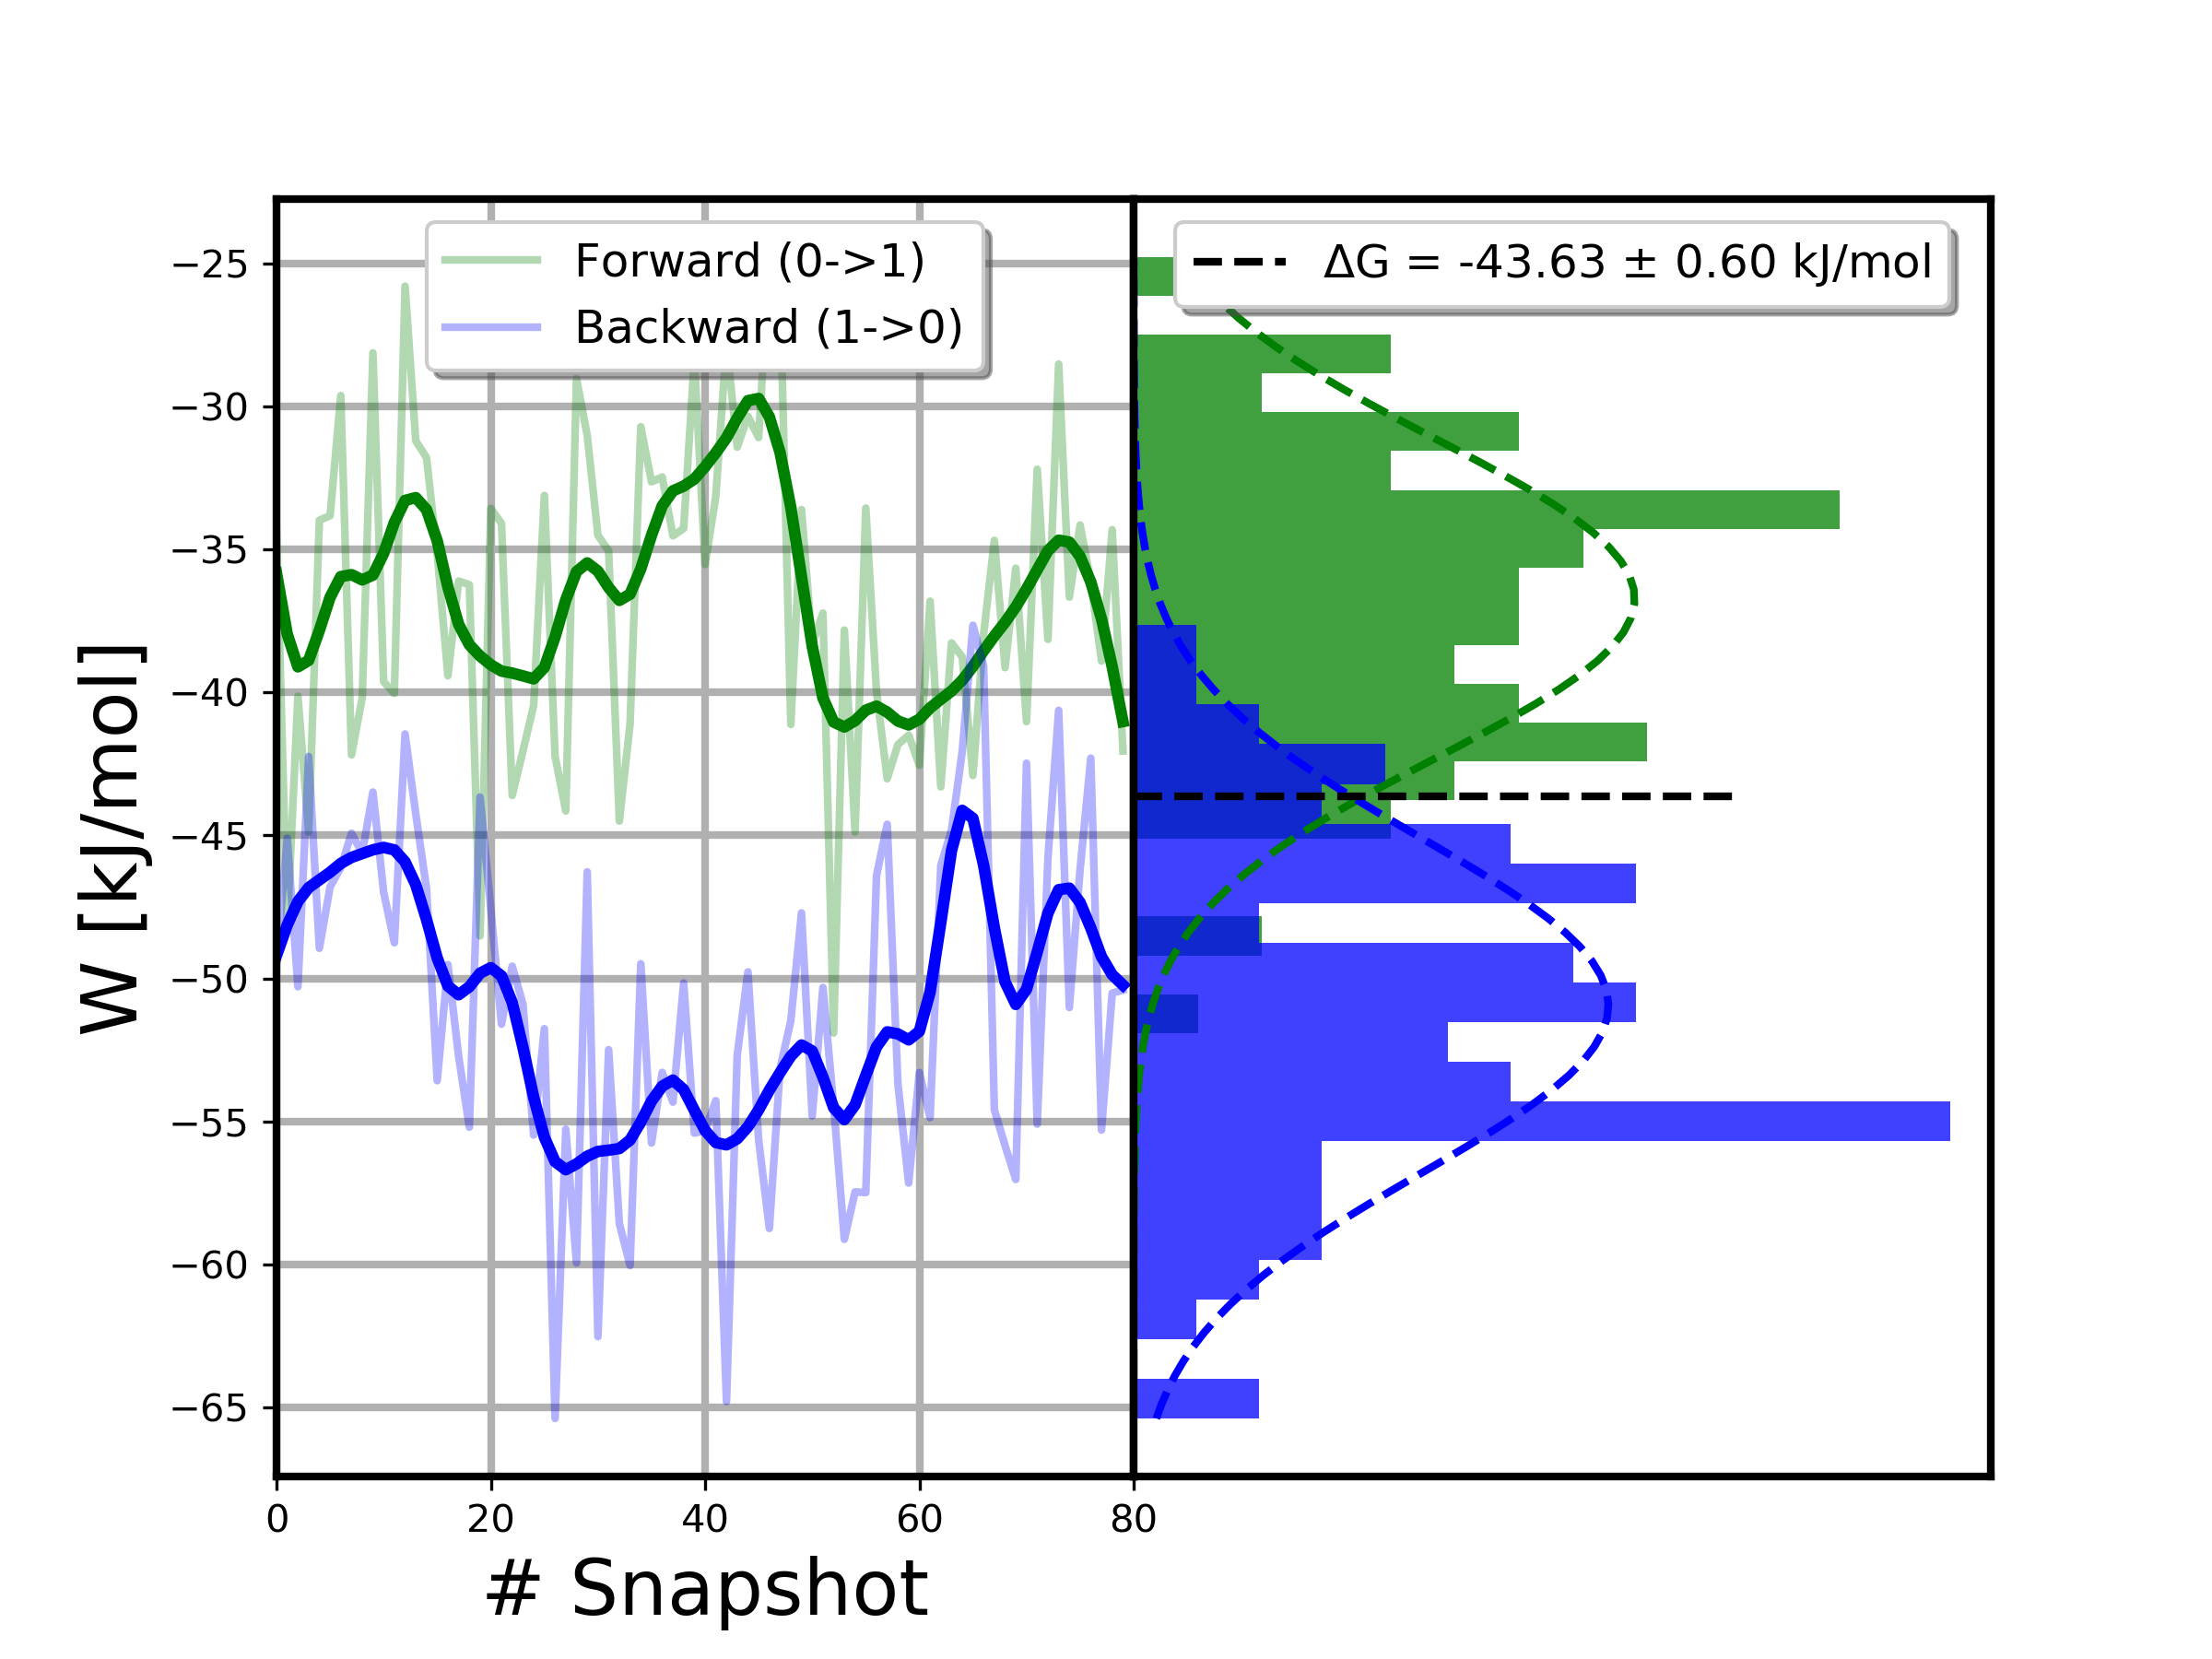 Forward (0->1)
Backward (1->0)
ΔG = -43.63 ± 0.60 kJ/mol
W [kJ/mol]
−25
−30
−35
−40
−45
−50
−55
−60
−65
0 20 40 60 80
# Snapshot